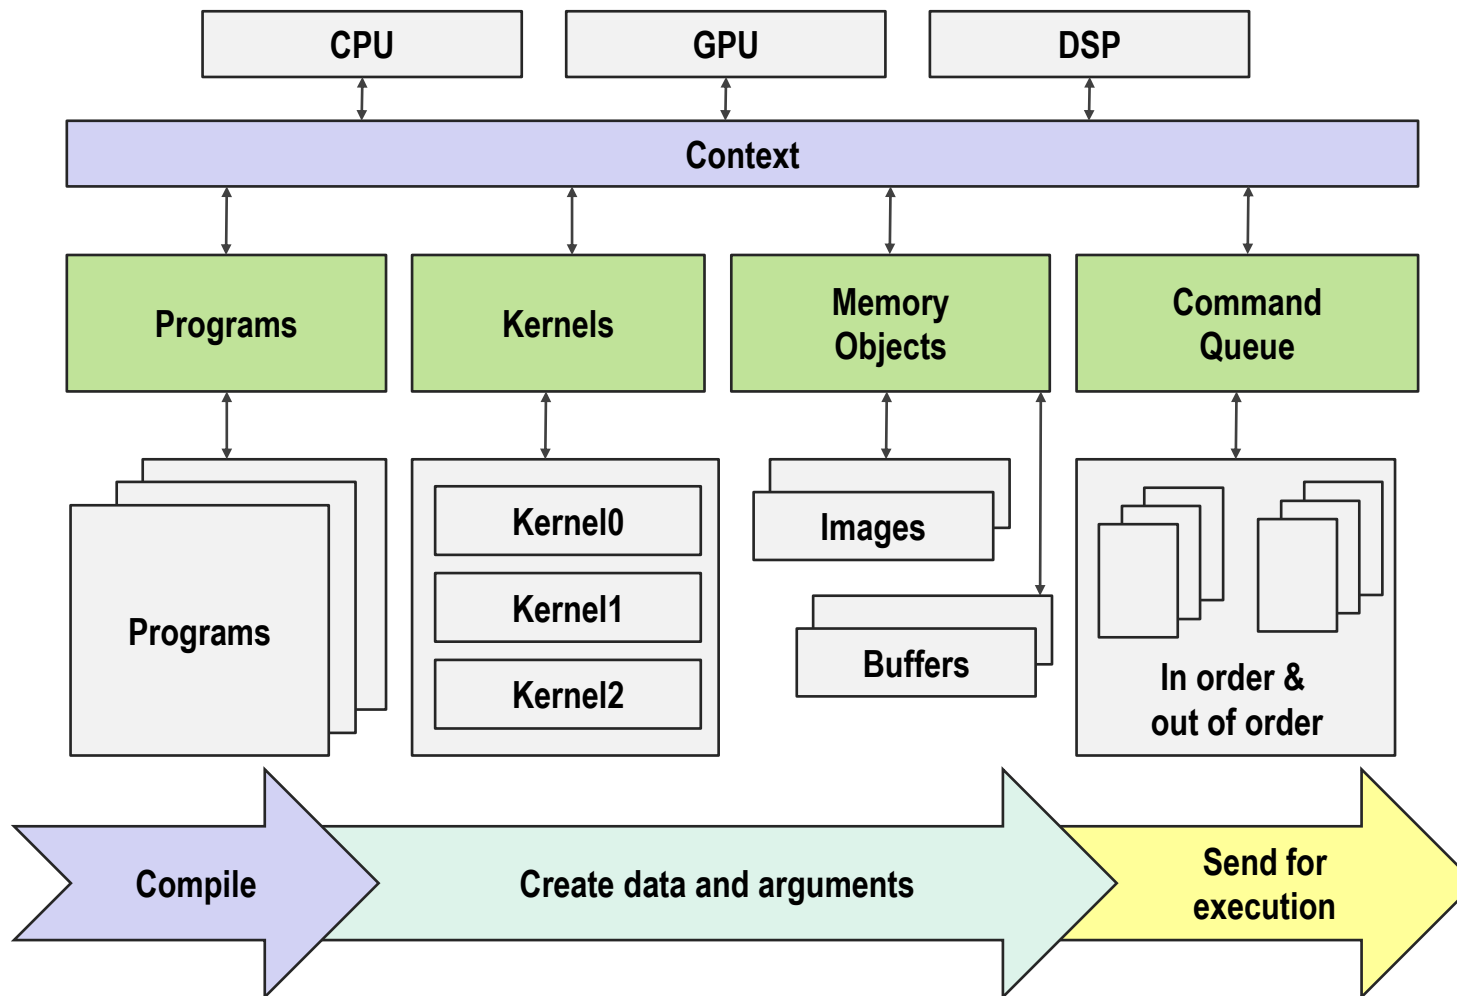 CPU
GPU
DSP
Context
Programs
Kernels
Memory
Objects
Command
Queue
Programs
Kernel0
Kernel1
Kernel2
Images
Buffers
In order &
out of order
Compile
Create data and arguments
Send for
execution